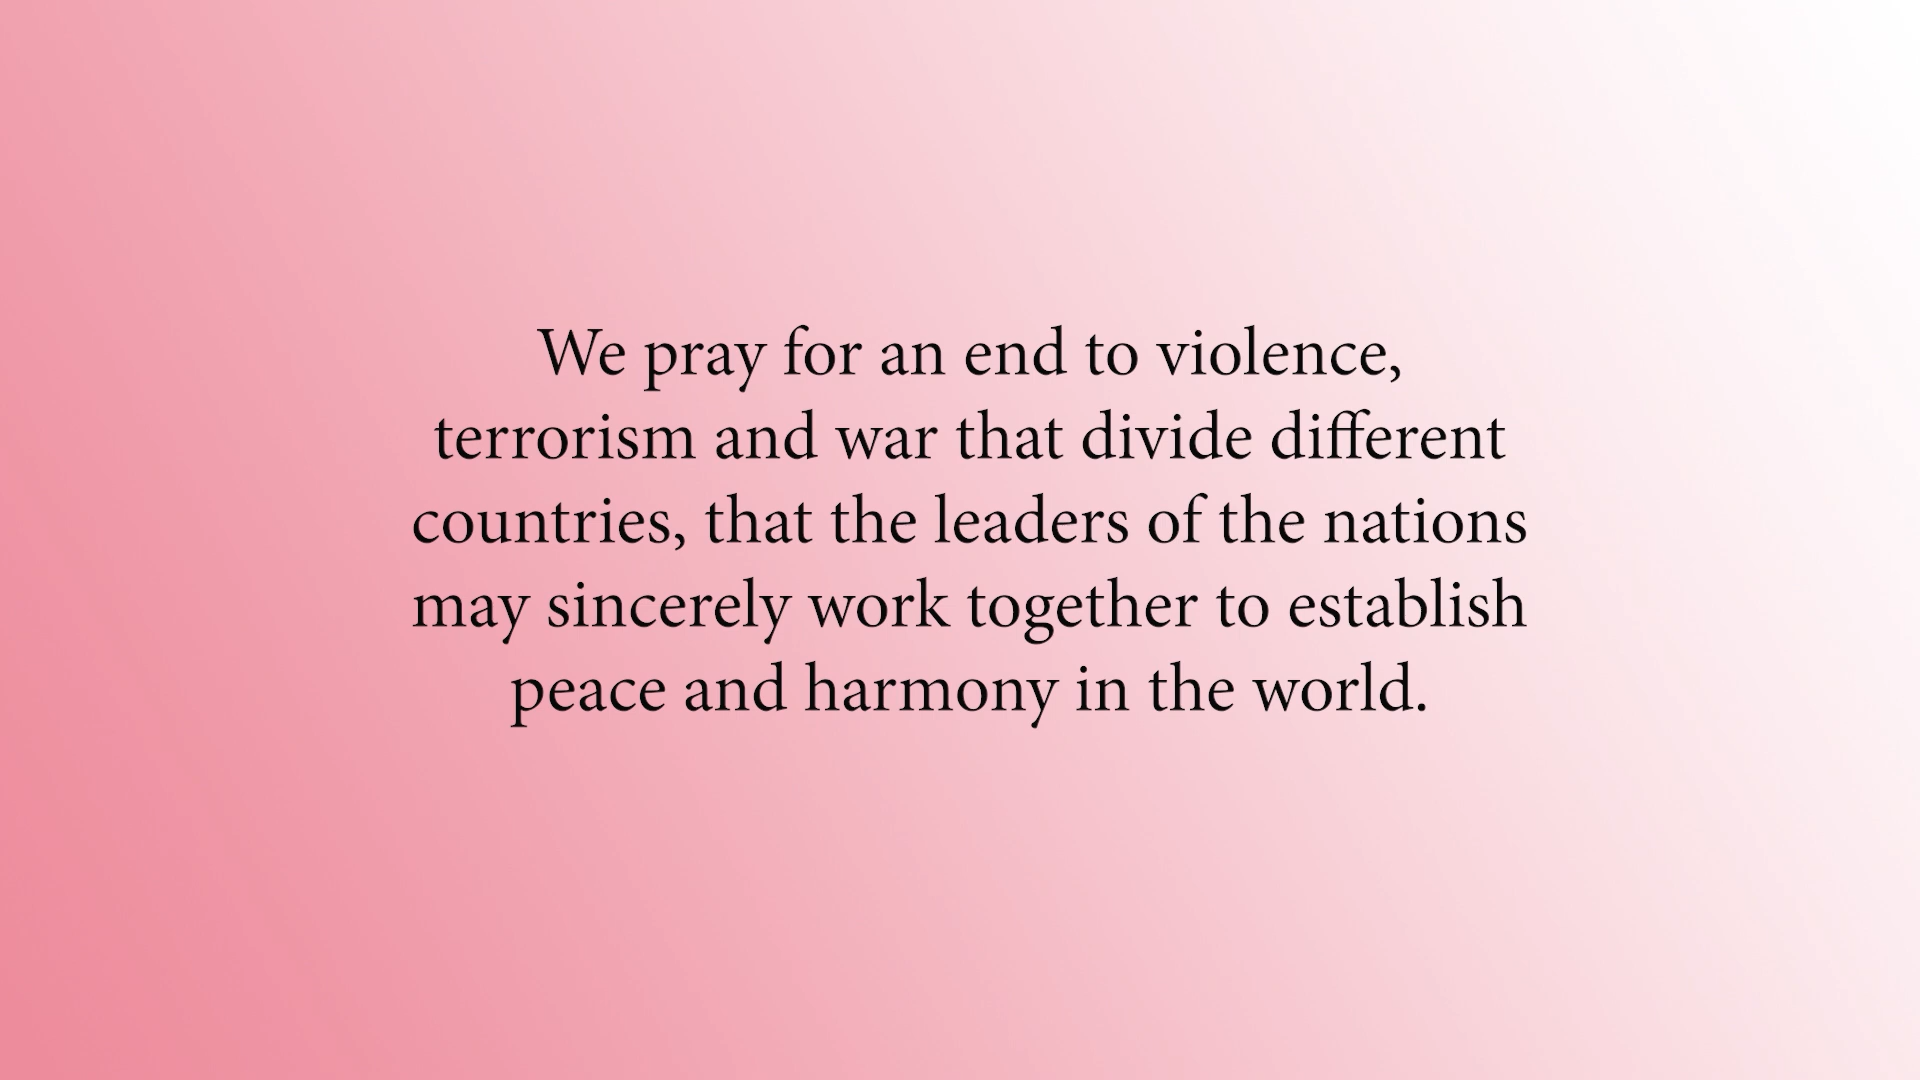 We pray for an end to violence,
terrorism and war that divide different
countries, that the leaders of the nations
may sincerely work together to establish
peace and harmony in the world.